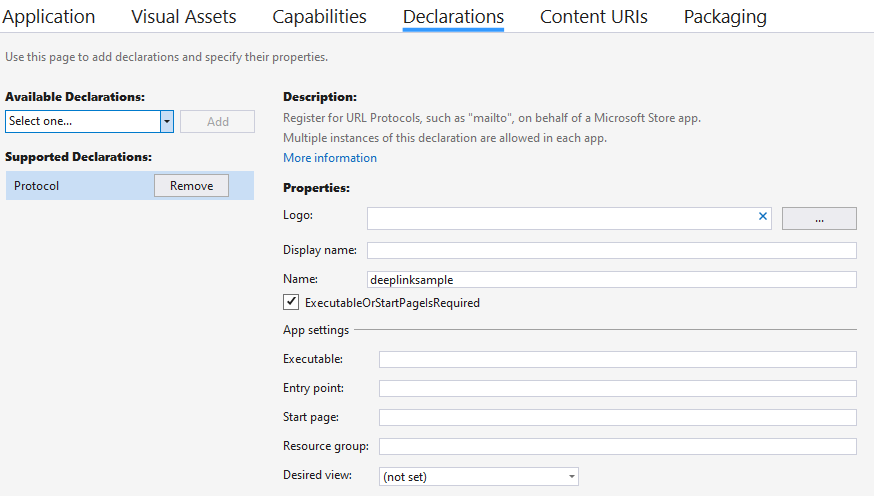 Application Visual Assets Capabilities Declarations Content URIs Packaging
Use this page to add declarations and specify their properties.
Available Declarations:
Select one...
Add
Supported Declarations:
Protocol
Remove
Description:
Register for URL Protocols, such as "mailto", on behalf of a Microsoft Store app.
Multiple instances of this declaration are allowed in each app.
More information
Properties:
Logo:
...
Display name:
Name: deeplinksample
ExecutableOrStartPageIsRequired
App settings
Executable:
Entry point:
Start page:
Resource group:
Desired view: (not set)